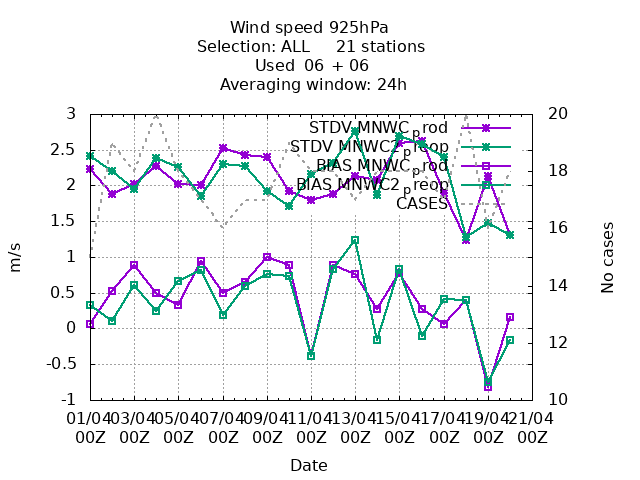 Wind speed 925hPa
Selection: ALL 21 stations
Used 06 + 06
Averaging window: 24h
3
2.5
2
1.5
1
0.5
0
-0.5
-1
20
18
16
14
12
10
m/s
No cases
STDV MNWC_prod
STDV MNWC2_preop
BIAS MNWC_prod
BIAS MNWC2_preop
CASES
01/04 03/04 05/04 07/04 09/04 11/04 13/04 15/04 17/04 19/04 21/04
00Z 00Z 00Z 00Z 00Z 00Z 00Z 00Z 00Z 00Z 00Z
Date